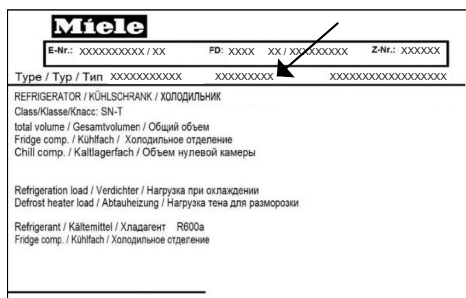 Miele
E-Nr.: XXXXXXXXXX / XX FD: XXXX XX / XXXXXXXXX Z-Nr.: XXXXXX
Type / Typ / Тип XXXXXXXXXXX XXXXXXXXX XXXXXXXXXXXXXXXXXX
REFRIGERATOR / KÜHLSCHRANK / ХОЛОДИЛЬНИК
Class/Klasse/Класс: SN-T
total volume / Gesamtvolumen / Общий объем
Fridge comp. / Kühlfach / Холодильное отделение
Chill comp. / Kaltlagerfach / Объем нулевой камеры
Refrigeration load / Verdichter / Нагрузка при охлаждении
Defrost heater load / Abtauheizung / Нагрузка тена для разморозки
Refrigerant / Kältemittel / Хладагент R600a
Fridge comp. / Kühlfach / Холодильное отделение